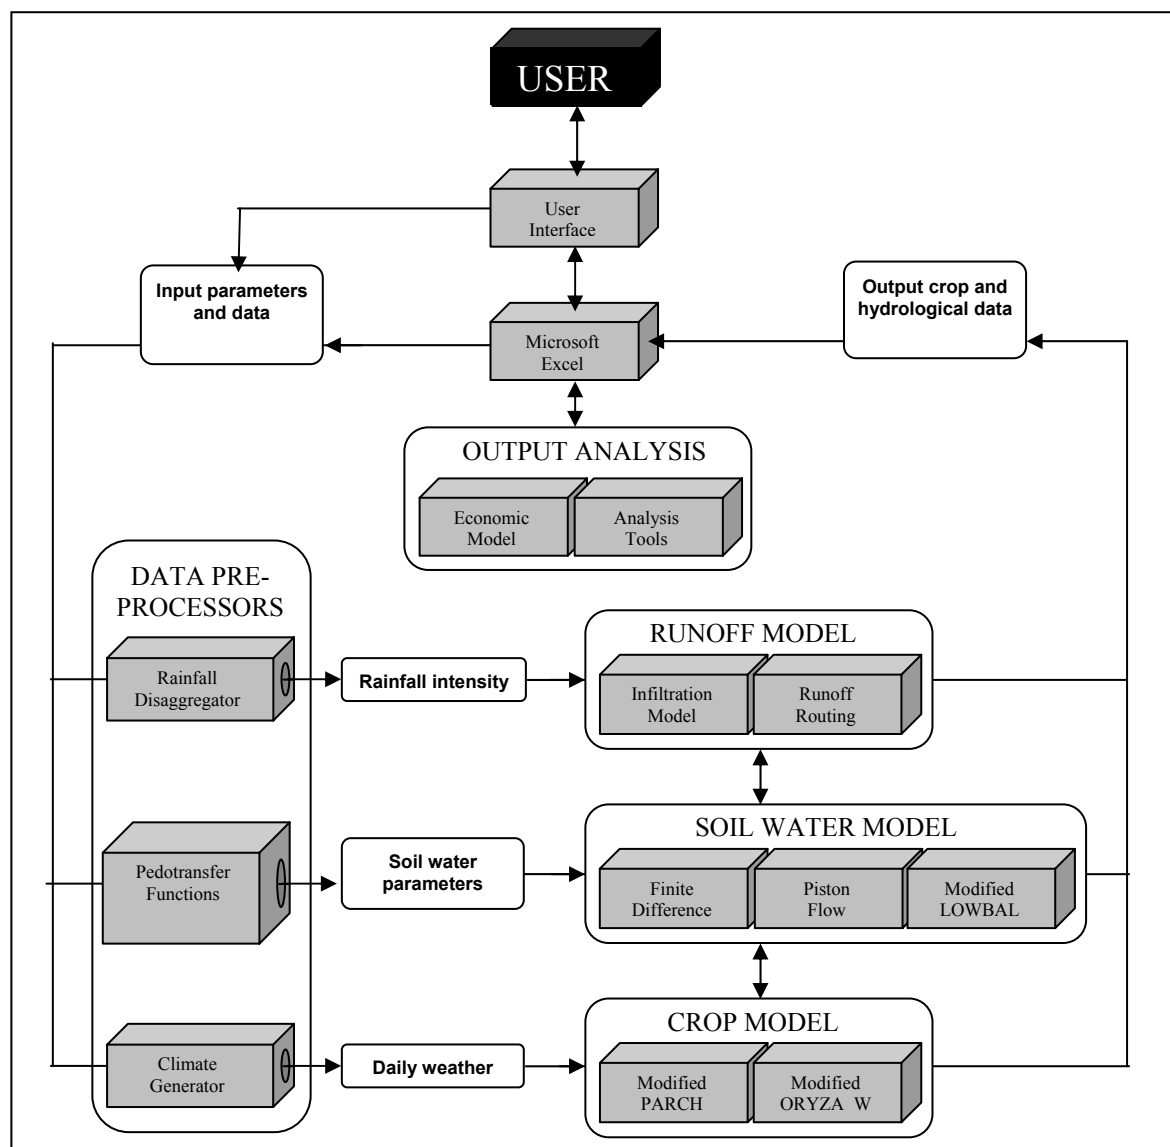 USER
User
Interface
Input parameters
and data
Output crop and
hydrological data
Microsoft
Excel
OUTPUT ANALYSIS
Economic
Model
Analysis
Tools
DATA PRE-
PROCESSORS
RUNOFF MODEL
Rainfall
Disaggregator
Rainfall intensity
Infiltration
Model
Runoff
Routing
SOIL WATER MODEL
Pedotransfer
Functions
Soil water
parameters
Finite
Difference
Piston
Flow
Modified
LOWBAL
CROP MODEL
Climate
Generator
Daily weather
Modified
PARCH
Modified
ORYZA W